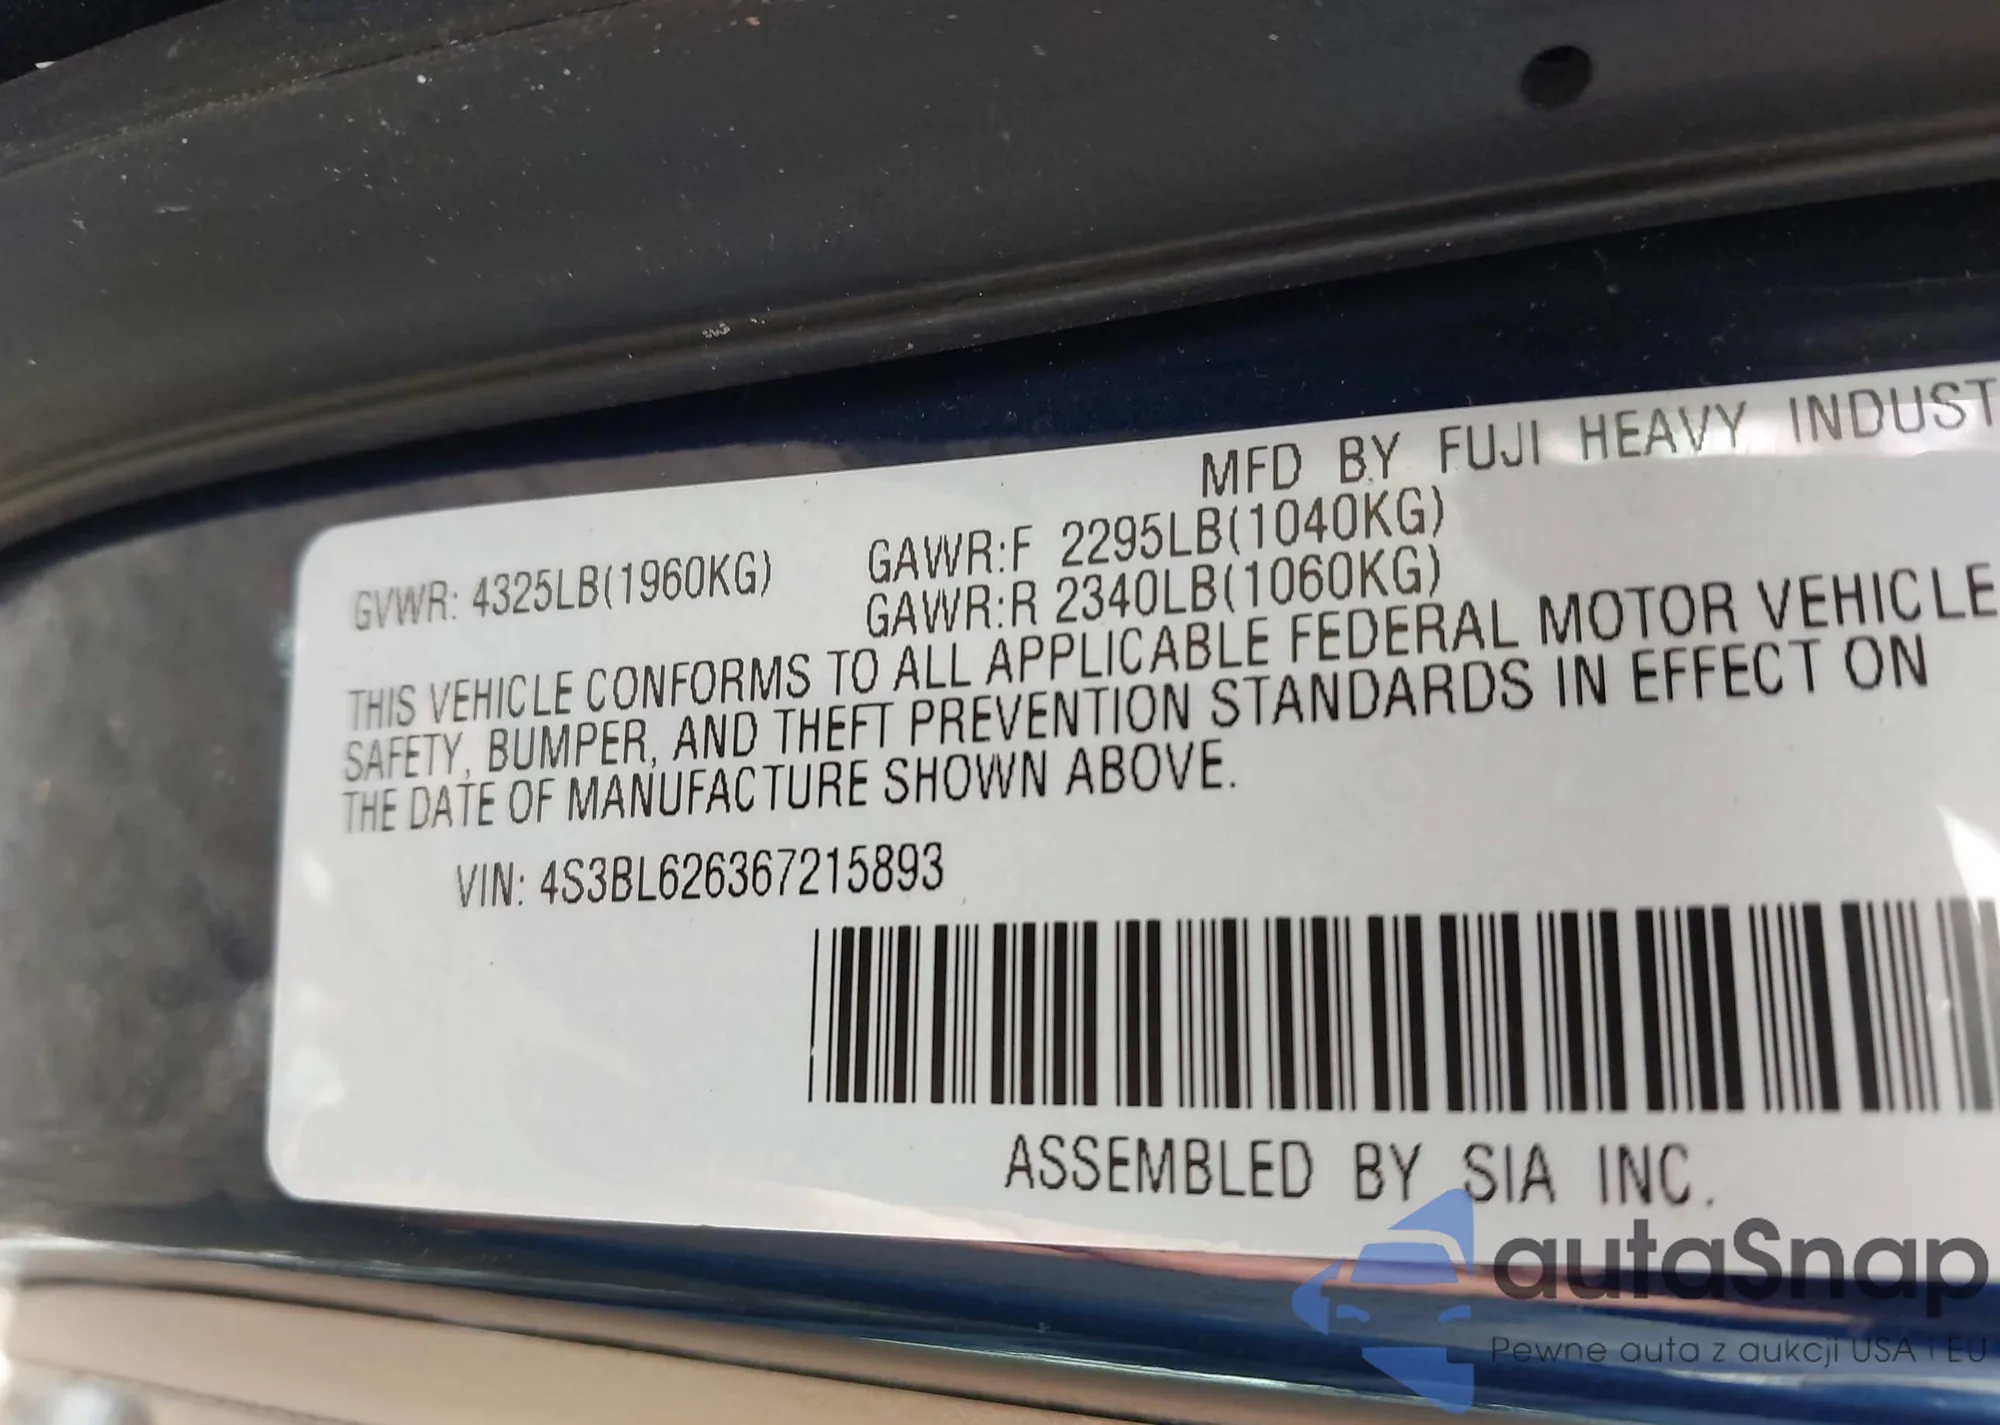 MFD BY FUJI HEAVY INDUST
GVWR: 4325LB(1960KG)
GAWR:F 2295LB(1040KG)
GAWR:R 2340LB(1060KG)
THIS VEHICLE CONFORMS TO ALL APPLICABLE FEDERAL MOTOR VEHICLE
SAFETY, BUMPER, AND THEFT PREVENTION STANDARDS IN EFFECT ON
THE DATE OF MANUFACTURE SHOWN ABOVE.
VIN: 4S3BL626367215893
ASSEMBLED BY SIA INC.
autaSnap
Pewne auta z aukcji USA i EU